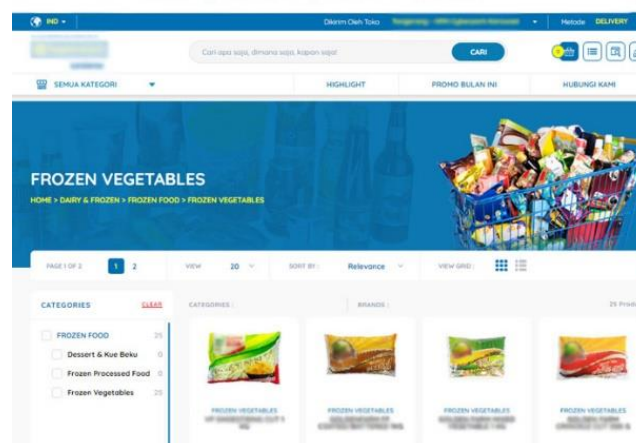 IND
Dikirim Oleh Toko
Metode DELIVERY
Cari apa saja, dimana saja, kapan saja!
CARI
0
SEMUA KATEGORI
HIGHLIGHT
PROMO BULAN INI
HUBUNGI KAMI
FROZEN VEGETABLES
HOME > DAIRY & FROZEN > FROZEN FOOD > FROZEN VEGETABLES
PAGE 1 OF 2 1 2 VIEW 20 SORT BY : Relevance VIEW GRID :
CATEGORIES CLEAR CATEGORIES : BRANDS : 25 Produ
FROZEN FOOD 25
Dessert & Kue Beku 0
Frozen Processed Food 0
Frozen Vegetables 25
FROZEN VEGETABLES FROZEN VEGETABLES FROZEN VEGETABLES FROZEN VEGETABLES